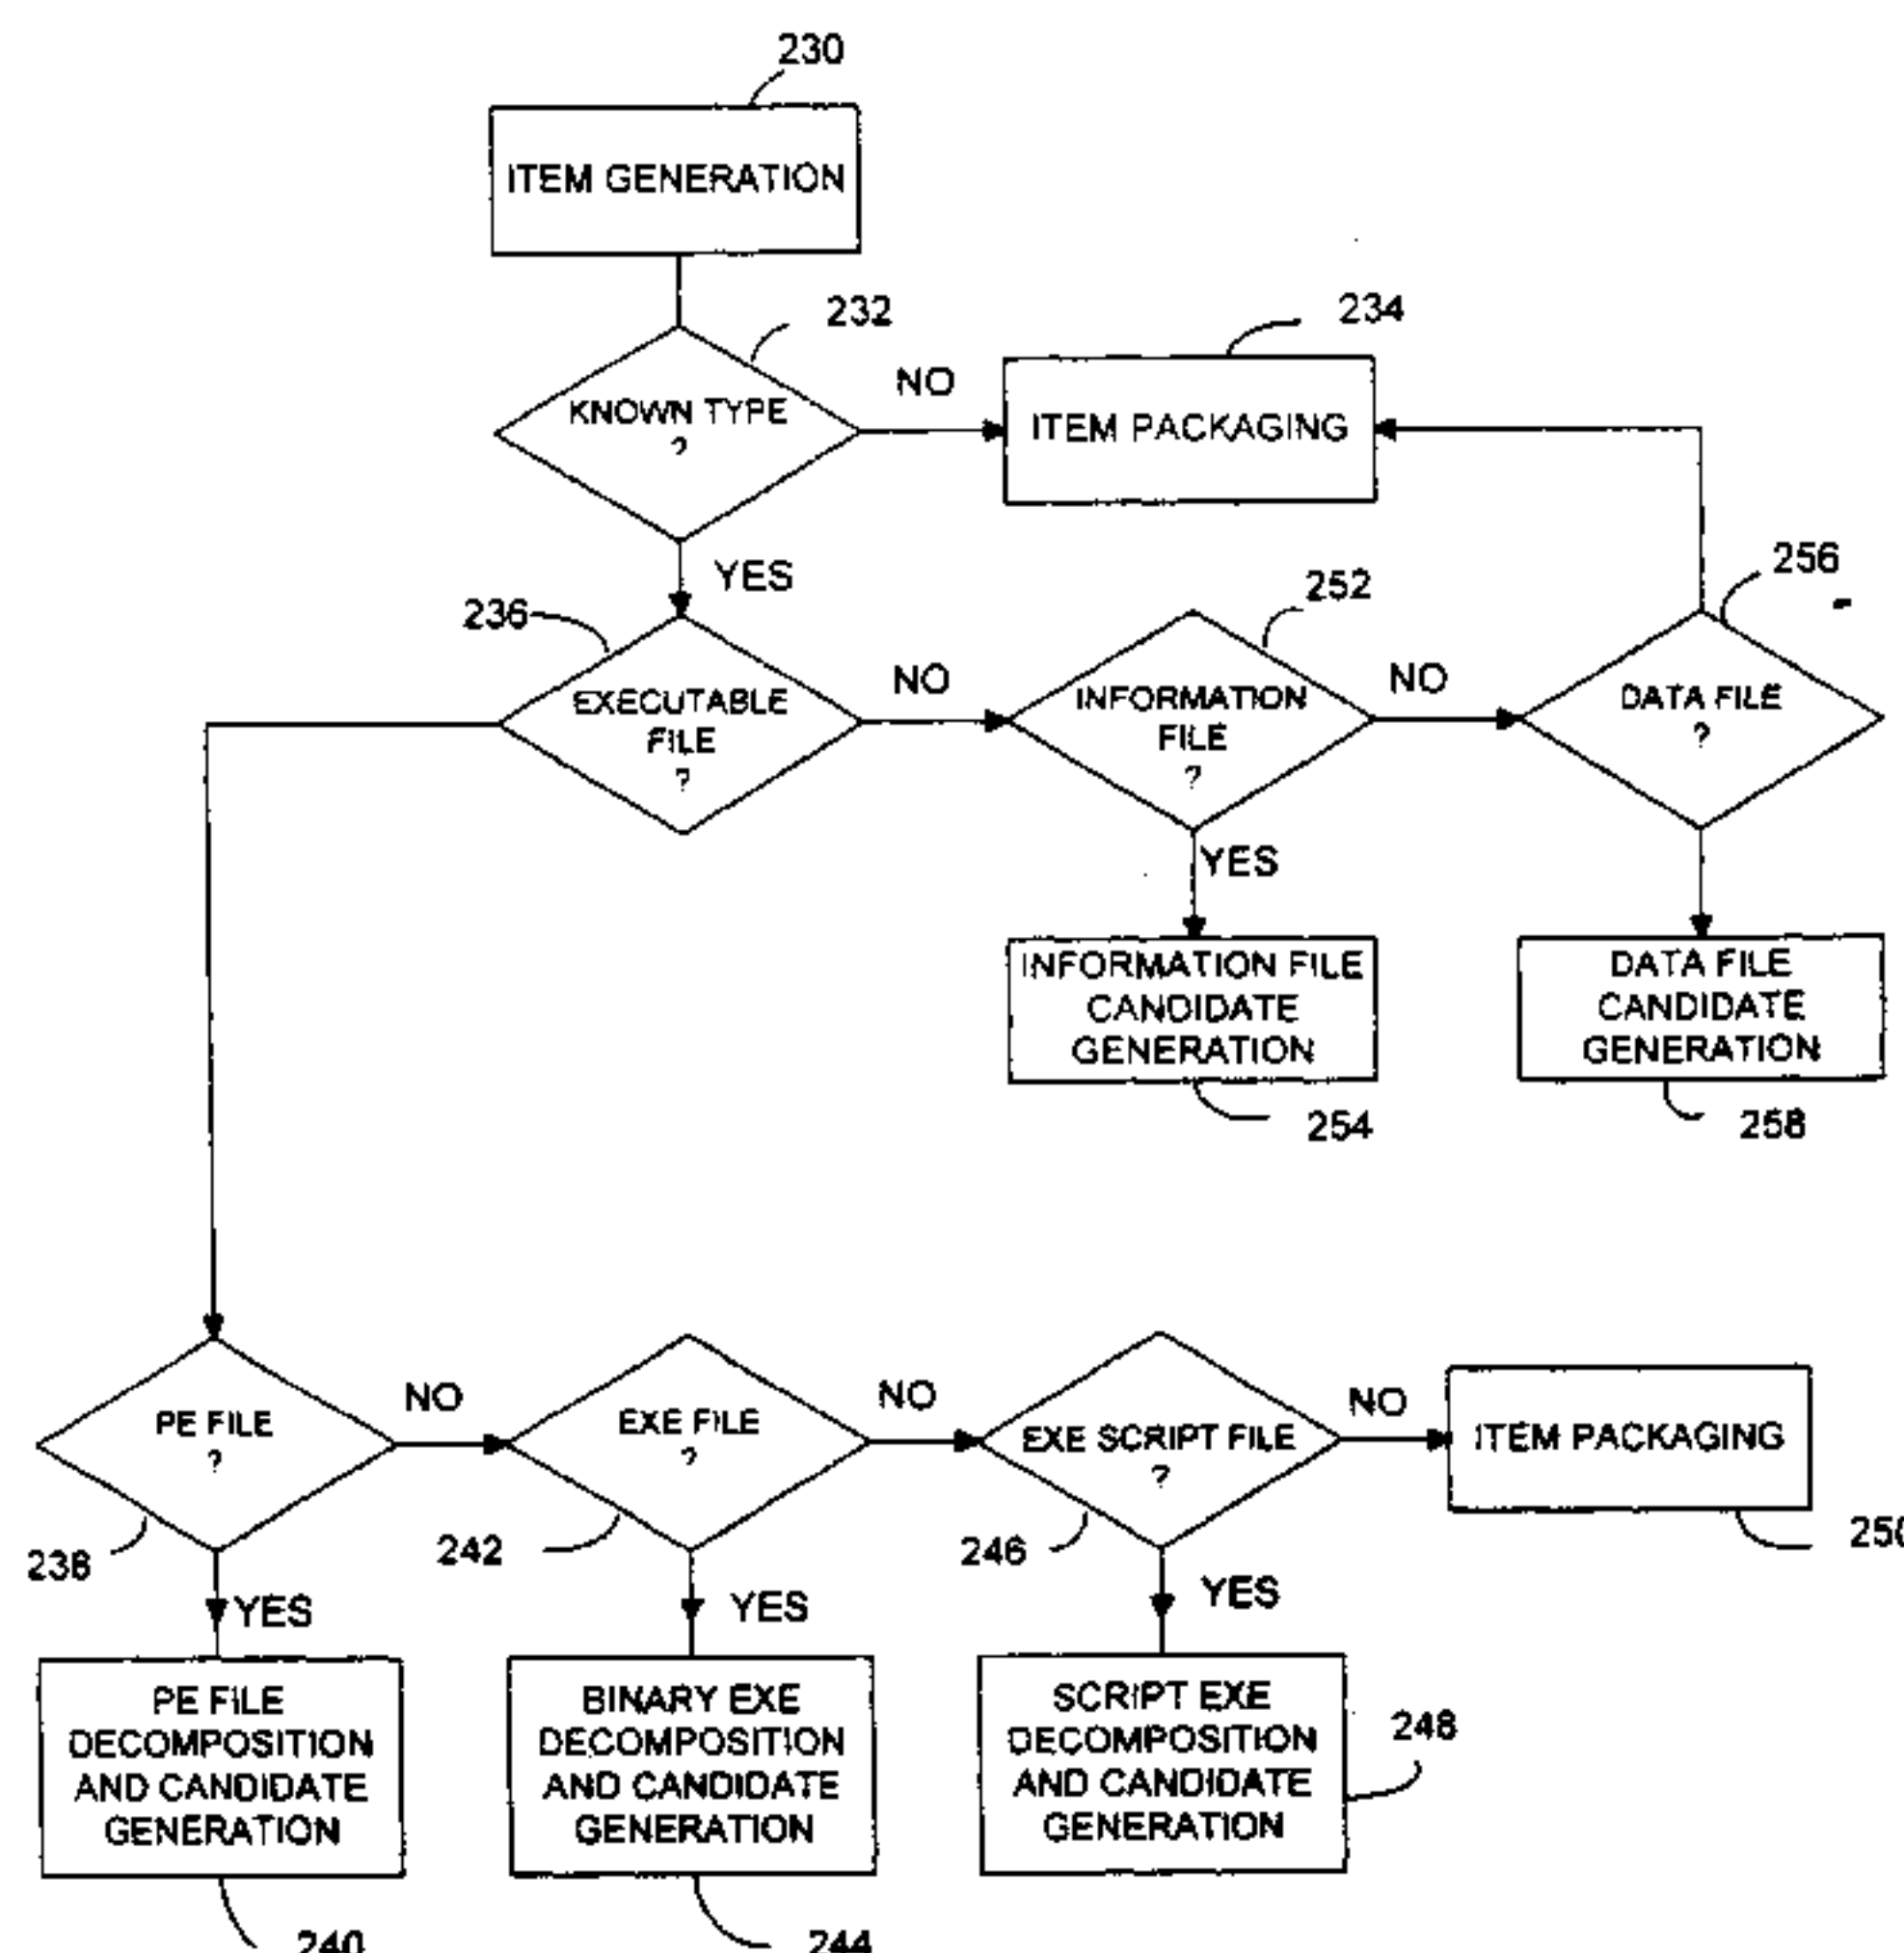 230
ITEM GENERATION
232
KNOWN TYPE
?
NO
234
ITEM PACKAGING
YES
236
EXECUTABLE
FILE
?
NO
252
INFORMATION
FILE
?
NO
256
DATA FILE
?
YES
INFORMATION FILE
CANDIDATE
GENERATION
254
DATA FILE
CANDIDATE
GENERATION
258
PE FILE
?
238
NO
EXE FILE
?
242
NO
EXE SCRIPT FILE
?
246
NO
ITEM PACKAGING
250
YES
PE FILE
DECOMPOSITION
AND CANDIDATE
GENERATION
240
YES
BINARY EXE
DECOMPOSITION
AND CANDIDATE
GENERATION
244
YES
SCRIPT EXE
DECOMPOSITION
AND CANDIDATE
GENERATION
248